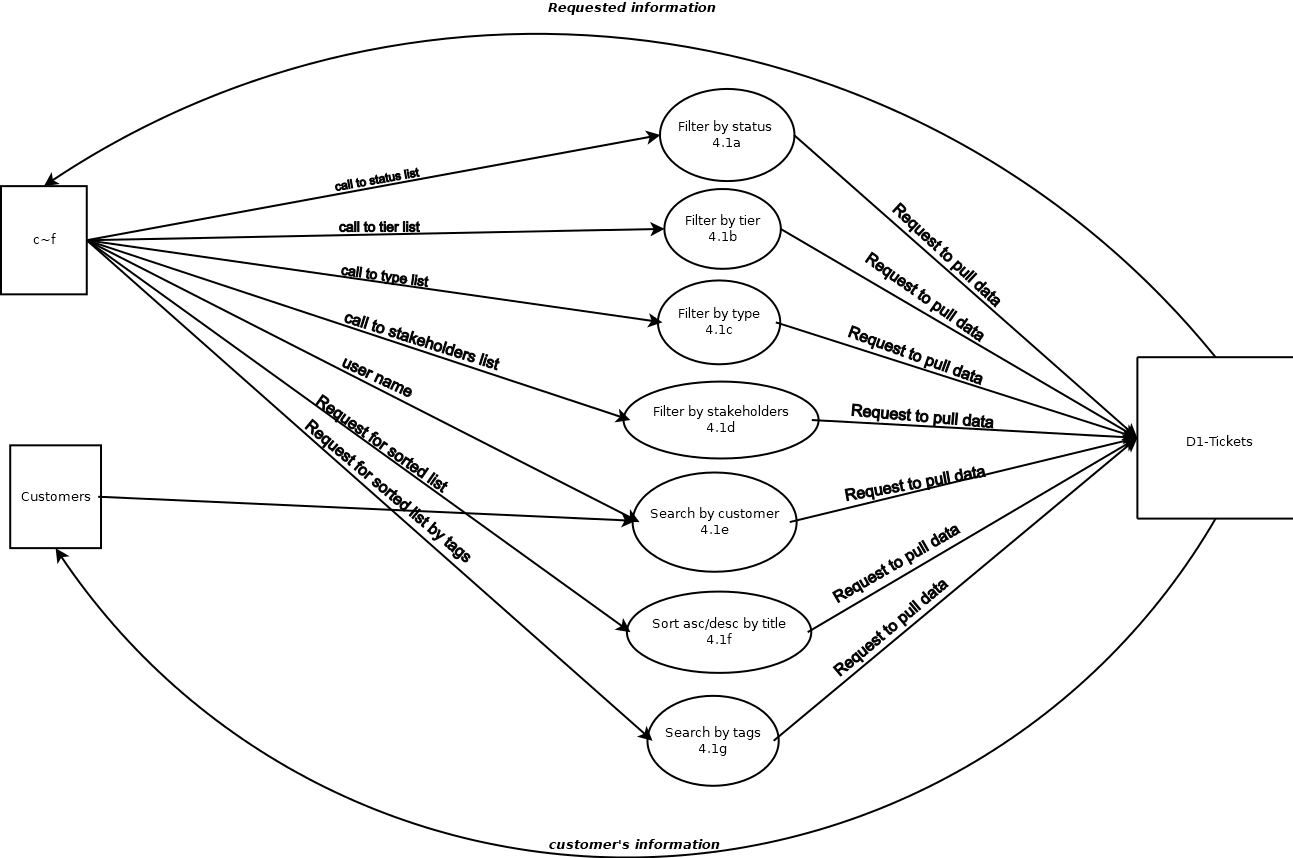 Requested information
Filter by status
4.1a
call to status list
Request to pull data
Filter by tier
4.1b
call to tier list
c~f
Request to pull data
call to type list
Filter by type
4.1c
Request to pull data
call to stakeholders list
Filter by stakeholders
4.1d
Request to pull data
user name
D1-Tickets
Request for sorted list
Request for sorted list by tags
Customers
Search by customer
4.1e
Request to pull data
Sort asc/desc by title
4.1f
Request to pull data
Search by tags
4.1g
Request to pull data
customer's information